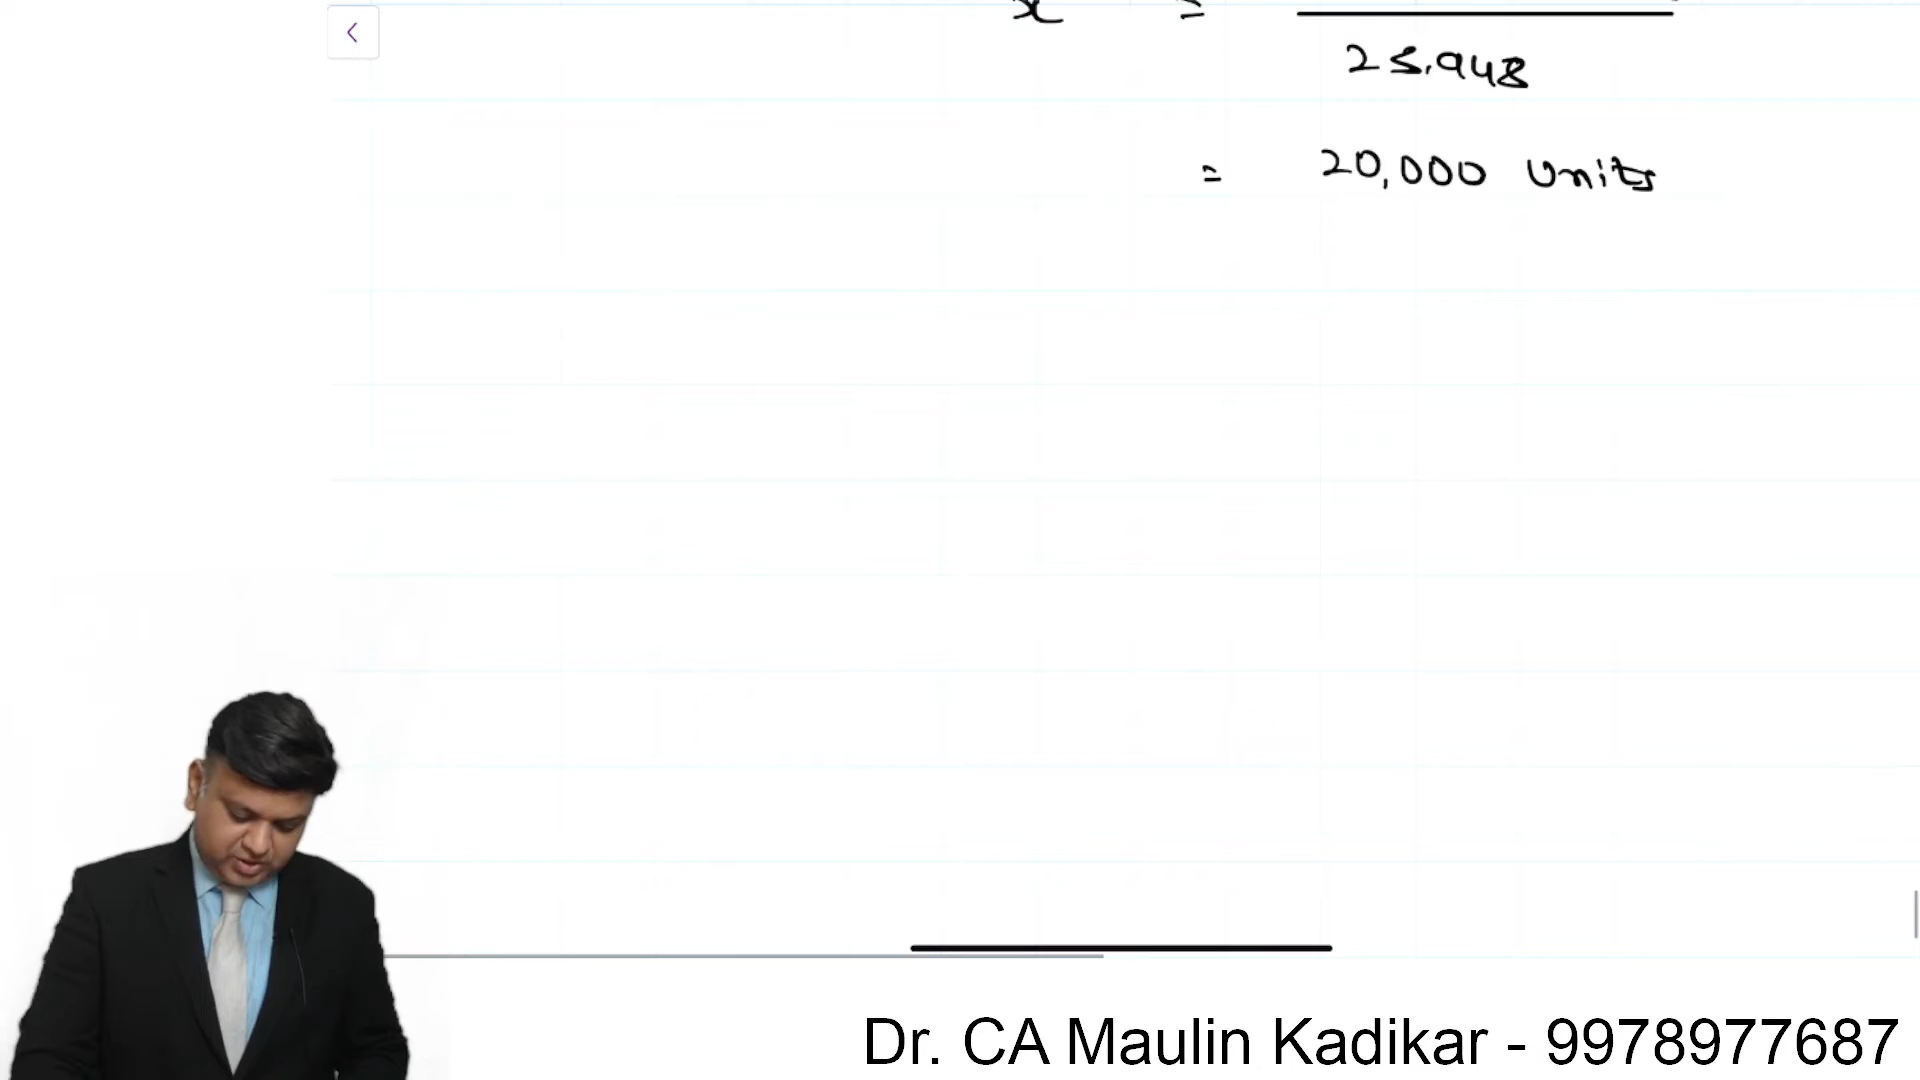 x =
25.948
= 20,000 Units
Dr. CA Maulin Kadikar - 9978977687